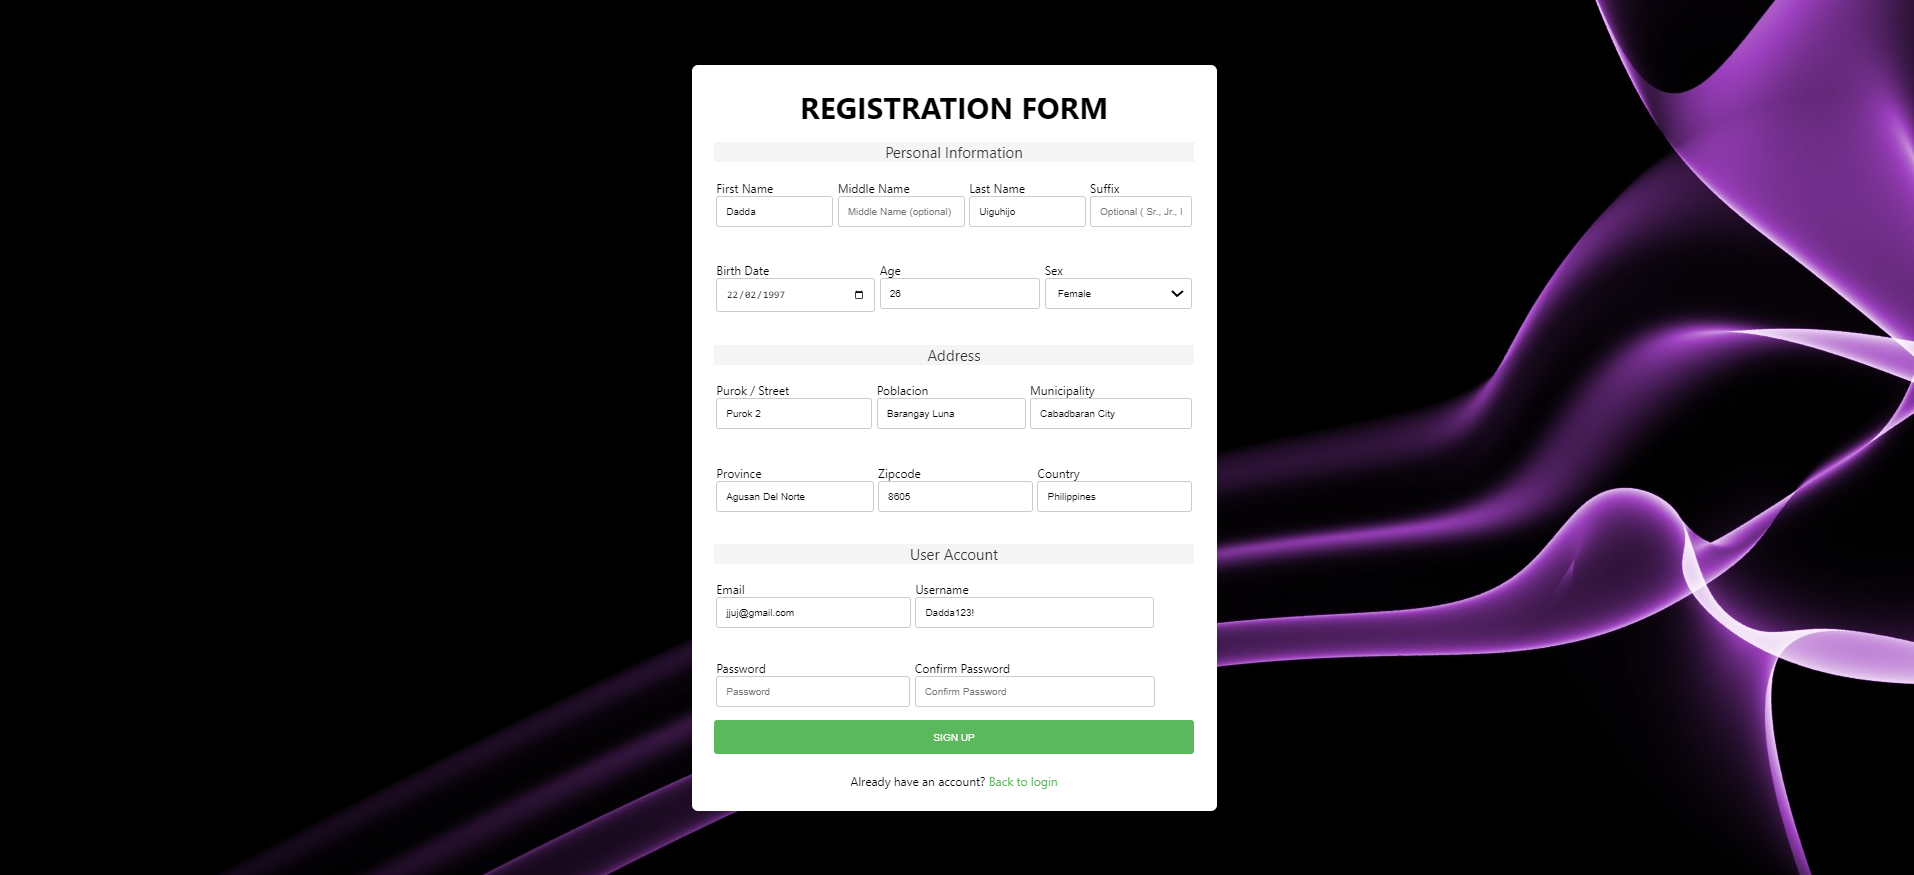 REGISTRATION FORM
Personal Information
First Name Middle Name Last Name Suffix
Dadda Middle Name (optional) Uiguhijo Optional ( Sr., Jr., I
Birth Date Age Sex
22/02/1997 26 Female
Address
Purok / Street Poblacion Municipality
Purok 2 Barangay Luna Cabadbaran City
Province Zipcode Country
Agusan Del Norte 8605 Philippines
User Account
Email Username
jjuj@gmail.com Dadda123!
Password Confirm Password
Password Confirm Password
SIGN UP
Already have an account? Back to login